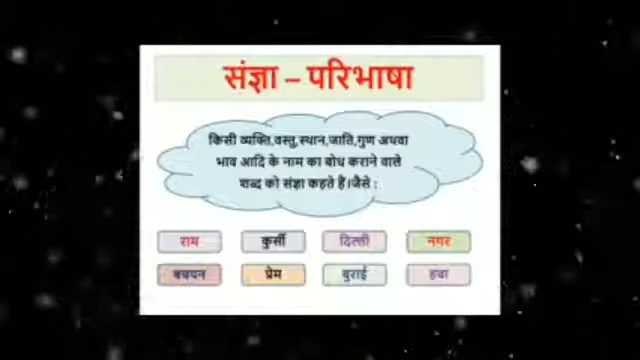 संज्ञा – परिभाषा
किसी व्यक्ति,वस्तु,स्थान,जाति,गुण अथवा
भाव आदि के नाम का बोध कराने वाले
शब्द को संज्ञा कहते हैं।जैसे :
राम कुर्सी दिल्ली नगर
बचपन प्रेम बुराई हवा